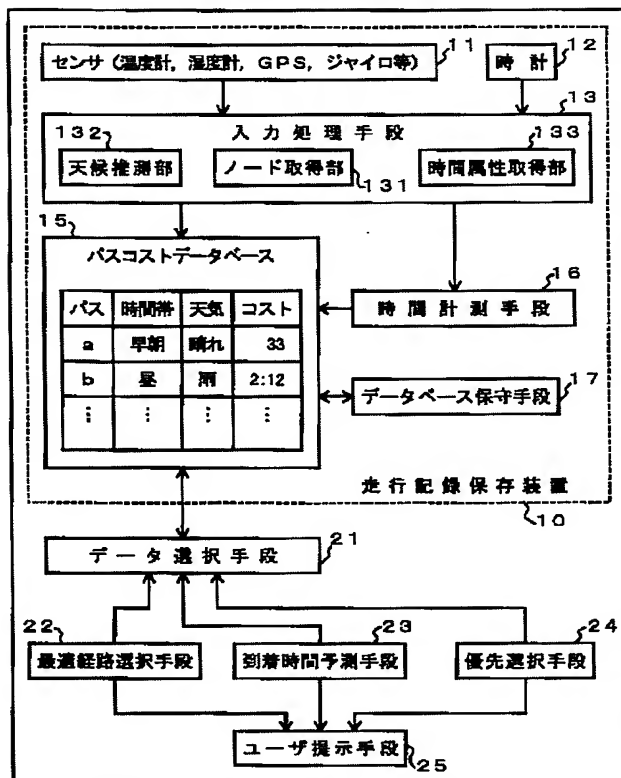 11
12
センサ（温度計，湿度計，GPS，ジャイロ等）
時計
13
132
入力処理手段
133
天候推測部
ノード取得部
131
時間属性取得部
15
パスコストデータベース
16
パス 時間帯 天気 コスト
時間計測手段
a 早朝 晴れ 33
17
b 昼 雨 2:12
データベース保守手段
⋮ ⋮ ⋮ ⋮
走行記録保存装置
10
データ選択手段
21
22
23
24
最適経路選択手段
到着時間予測手段
優先選択手段
ユーザ提示手段
25